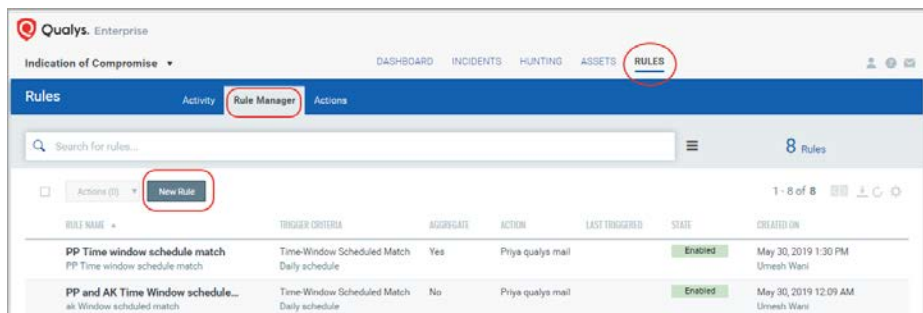 Qualys. Enterprise
Indication of Compromise
DASHBOARD INCIDENTS HUNTING ASSETS RULES
Rules Activity Rule Manager Actions
Search for rules... 8 Rules
Actions (0) New Rule 1 - 8 of 8
RULE NAME TRIGGER CRITERIA AGGREGATE ACTION LAST TRIGGERED STATE CREATED ON
PP Time window schedule match Time-Window Scheduled Match Yes Priya qualys mail Enabled May 30, 2019 1:30 PM
PP Time window schedule match Daily schedule Umesh Wani
PP and AK Time Window schedule... Time-Window Scheduled Match No Priya qualys mail Enabled May 30, 2019 12:09 AM
ak Window schduled match Daily schedule Umesh Wani